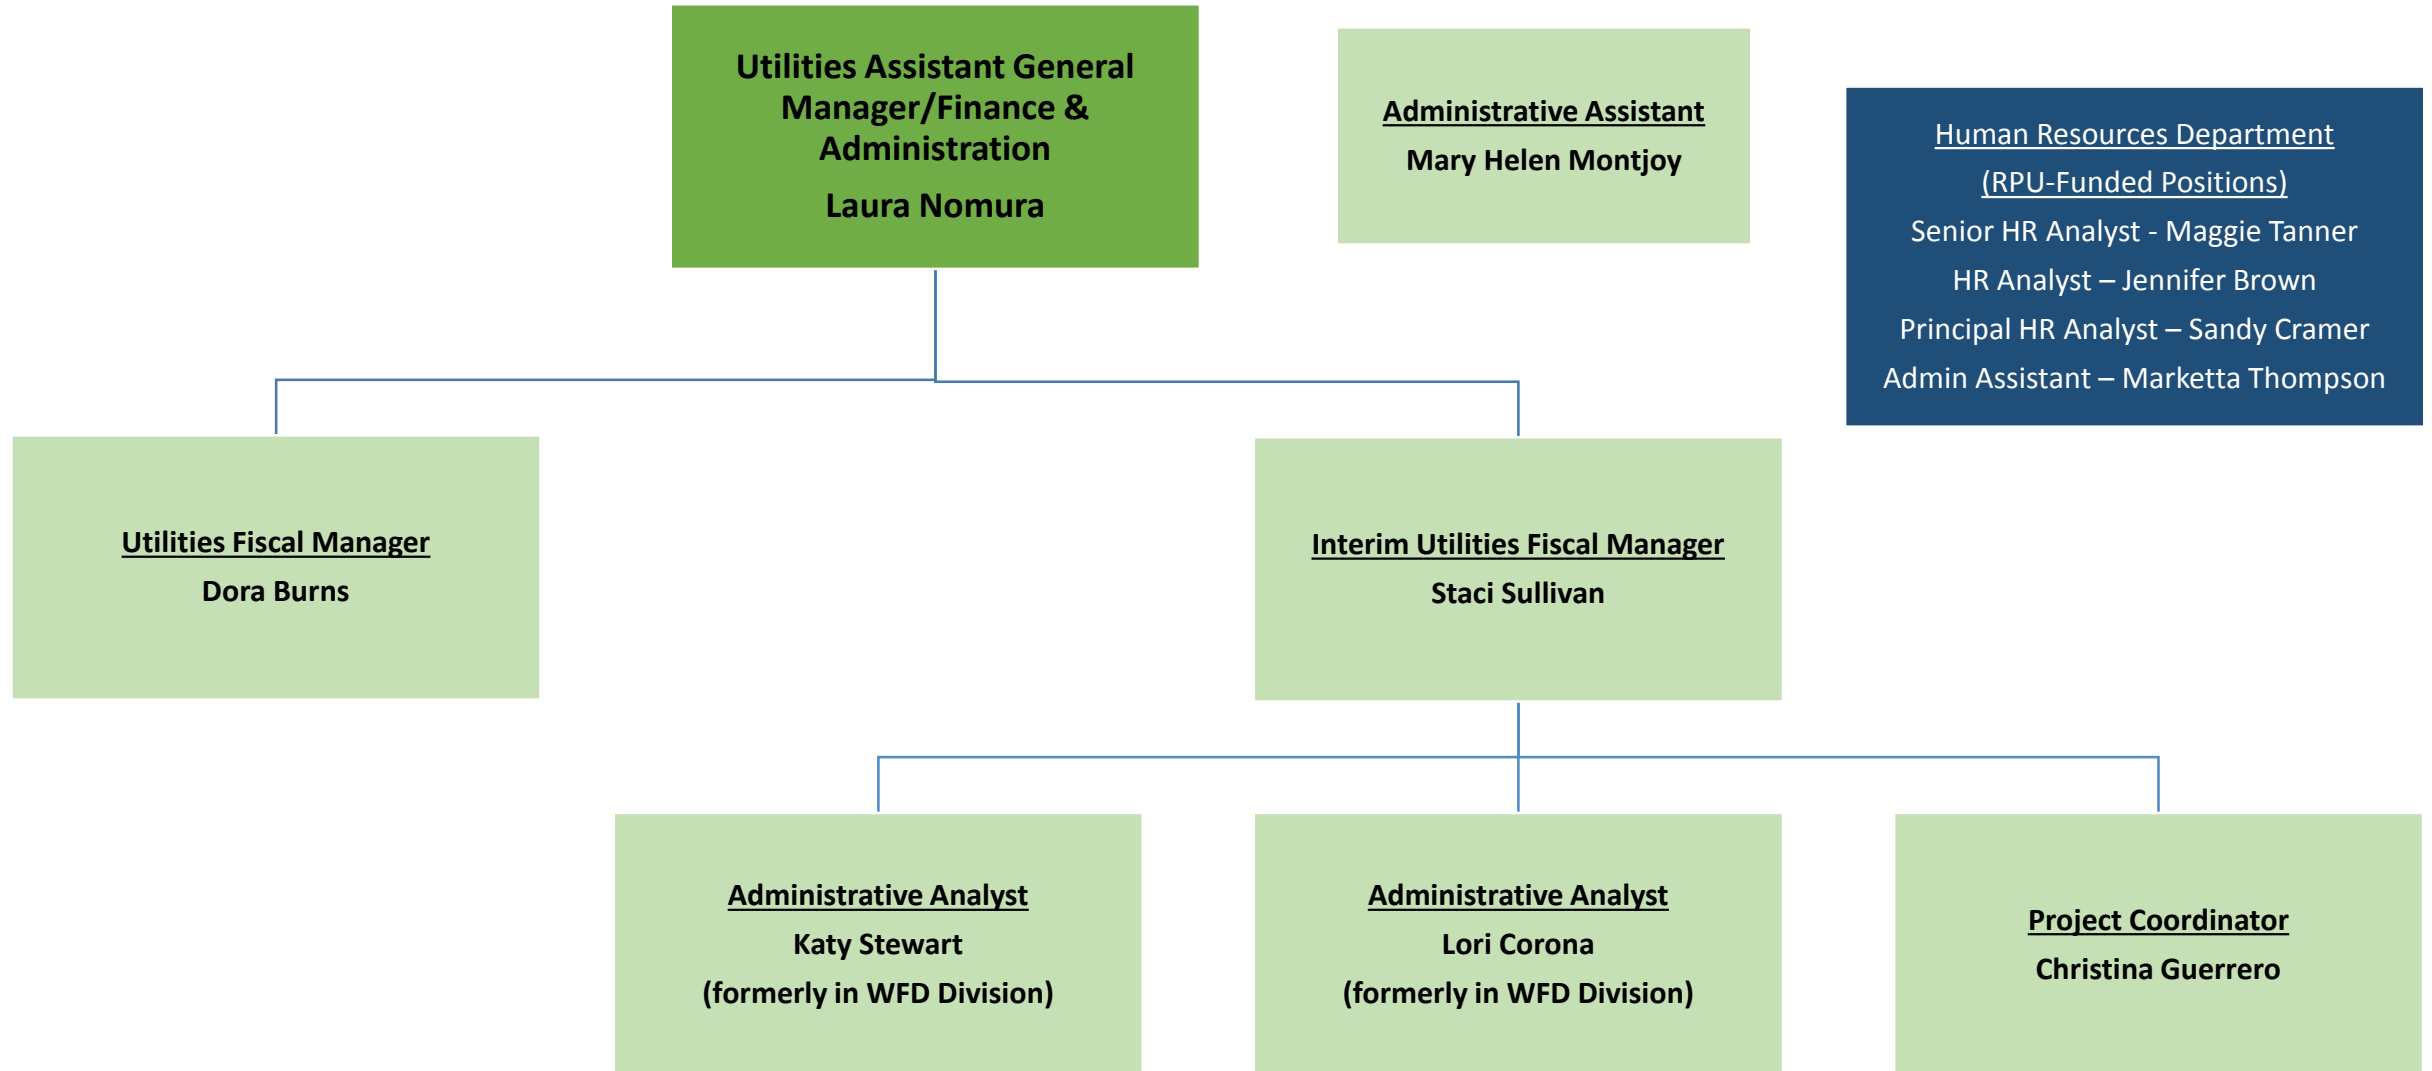 Utilities Assistant General
Manager/Finance &
Administration
Laura Nomura
Administrative Assistant
Mary Helen Montjoy
Human Resources Department
(RPU-Funded Positions)
Senior HR Analyst - Maggie Tanner
HR Analyst – Jennifer Brown
Principal HR Analyst – Sandy Cramer
Admin Assistant – Marketta Thompson
Utilities Fiscal Manager
Dora Burns
Interim Utilities Fiscal Manager
Staci Sullivan
Administrative Analyst
Katy Stewart
(formerly in WFD Division)
Administrative Analyst
Lori Corona
(formerly in WFD Division)
Project Coordinator
Christina Guerrero